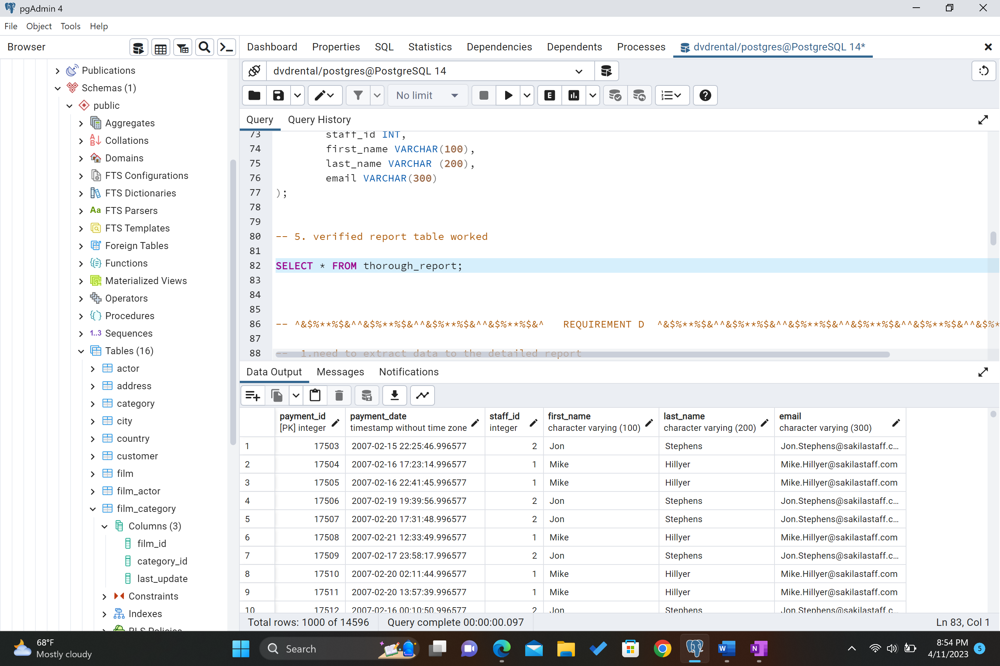 pgAdmin 4
File Object Tools Help
Browser
Dashboard Properties SQL Statistics Dependencies Dependents Processes dvdrental/postgres@PostgreSQL 14*
Publications
Schemas (1)
public
Aggregates
Collations
Domains
FTS Configurations
FTS Dictionaries
Aa FTS Parsers
FTS Templates
Foreign Tables
Functions
Materialized Views
Operators
Procedures
1..3 Sequences
Tables (16)
actor
address
category
city
country
customer
film
film_actor
film_category
Columns (3)
film_id
category_id
last_update
Constraints
Indexes
RLS Policies
dvdrental/postgres@PostgreSQL 14
No limit
E
Query Query History
73 staff_id INT,
74 first_name VARCHAR(100),
75 last_name VARCHAR (200),
76 email VARCHAR(300)
77 );
78
79
80 -- 5. verified report table worked
81
82 SELECT * FROM thorough_report;
83
84
85
86 -- ^&$%**%$&^^&$%**%$&^^&$%**%$&^^&$%**%$&^ REQUIREMENT D ^&$%**%$&^^&$%**%$&^^&$%**%$&^^&$%**%$&^^&$%**%$&^^&$%*
87
88 -- 1.need to extract data to the detailed report
Data Output Messages Notifications
payment_id payment_date staff_id first_name last_name email
[PK] integer timestamp without time zone integer character varying (100) character varying (200) character varying (300)
1 17503 2007-02-15 22:25:46.996577 2 Jon Stephens Jon.Stephens@sakilastaff.c...
2 17504 2007-02-16 17:23:14.996577 1 Mike Hillyer Mike.Hillyer@sakilastaff.com
3 17505 2007-02-16 22:41:45.996577 1 Mike Hillyer Mike.Hillyer@sakilastaff.com
4 17506 2007-02-19 19:39:56.996577 2 Jon Stephens Jon.Stephens@sakilastaff.c...
5 17507 2007-02-20 17:31:48.996577 2 Jon Stephens Jon.Stephens@sakilastaff.c...
6 17508 2007-02-21 12:33:49.996577 1 Mike Hillyer Mike.Hillyer@sakilastaff.com
7 17509 2007-02-17 23:58:17.996577 2 Jon Stephens Jon.Stephens@sakilastaff.c...
8 17510 2007-02-20 02:11:44.996577 1 Mike Hillyer Mike.Hillyer@sakilastaff.com
9 17511 2007-02-20 13:57:39.996577 1 Mike Hillyer Mike.Hillyer@sakilastaff.com
10 17512 2007-02-16 00:10:50.996577 2 Jon Stephens Jon.Stephens@sakilastaff.c...
Total rows: 1000 of 14596 Query complete 00:00:00.097 Ln 83, Col 1
68°F
Mostly cloudy
Search
W
N
8:54 PM
4/11/2023
5